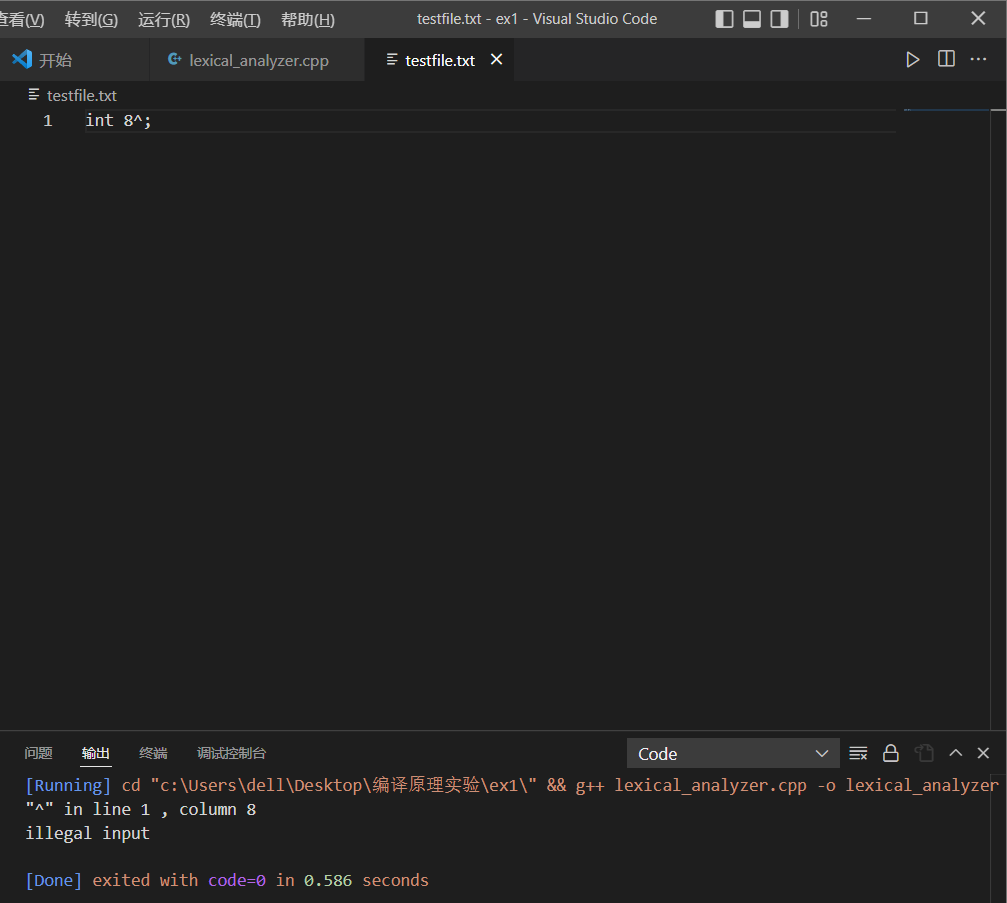 查看(V) 转到(G) 运行(R) 终端(T) 帮助(H) testfile.txt - ex1 - Visual Studio Code
开始 lexical_analyzer.cpp testfile.txt
testfile.txt
1 int 8^;
问题 输出 终端 调试控制台 Code
[Running] cd "c:\Users\dell\Desktop\编译原理实验\ex1\" && g++ lexical_analyzer.cpp -o lexical_analyzer
"^" in line 1 , column 8
illegal input
[Done] exited with code=0 in 0.586 seconds